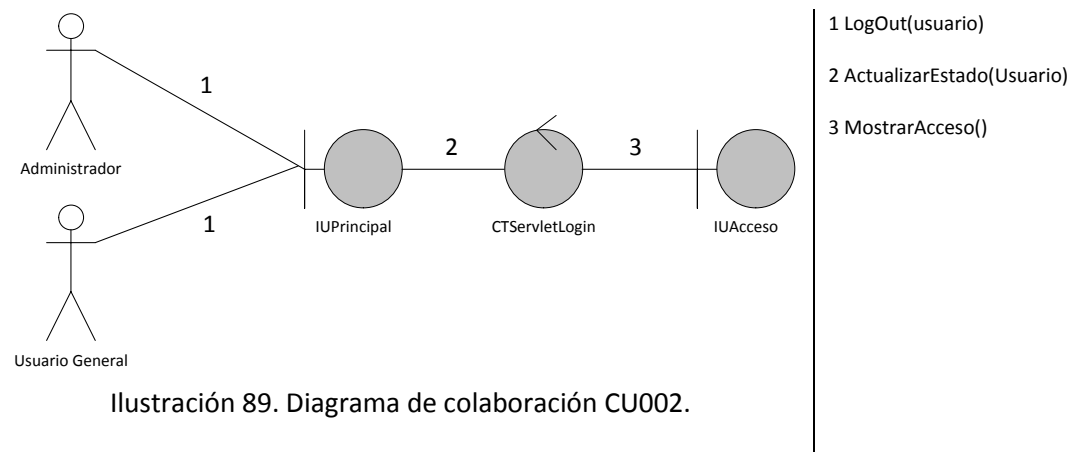 1 LogOut(usuario)
2 ActualizarEstado(Usuario)
3 MostrarAcceso()
1
2
3
Administrador
1
IUPrincipal
CTServletLogin
IUAcceso
Usuario General
Ilustración 89. Diagrama de colaboración CU002.